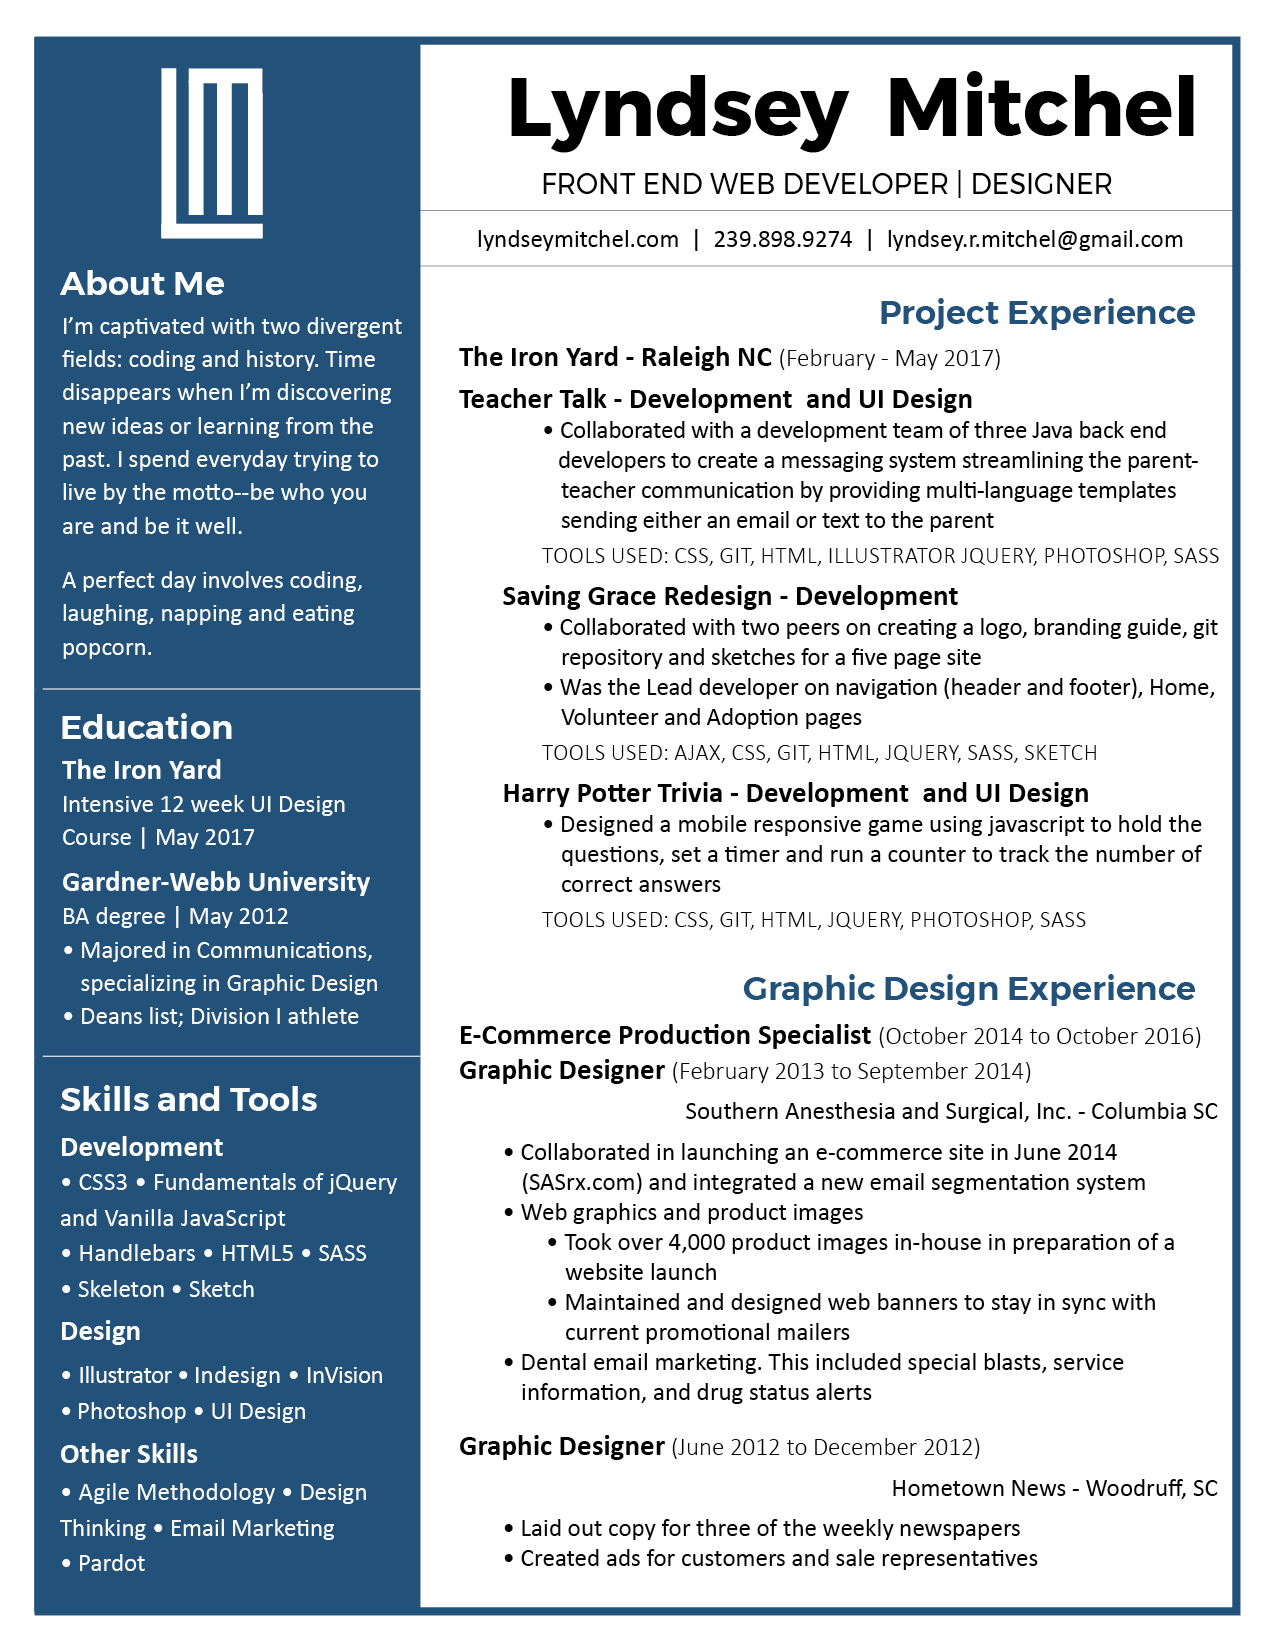 Lyndsey Mitchel
FRONT END WEB DEVELOPER | DESIGNER
lyndseymitchel.com | 239.898.9274 | lyndsey.r.mitchel@gmail.com
About Me
I'm captivated with two divergent
fields: coding and history. Time
disappears when I'm discovering
new ideas or learning from the
past. I spend everyday trying to
live by the motto--be who you
are and be it well.
A perfect day involves coding,
laughing, napping and eating
popcorn.
Education
The Iron Yard
Intensive 12 week UI Design
Course | May 2017
Gardner-Webb University
BA degree | May 2012
• Majored in Communications,
specializing in Graphic Design
• Deans list; Division I athlete
Skills and Tools
Development
• CSS3 • Fundamentals of jQuery
and Vanilla JavaScript
• Handlebars • HTML5 • SASS
• Skeleton • Sketch
Design
• Illustrator • Indesign • InVision
• Photoshop • UI Design
Other Skills
• Agile Methodology • Design
Thinking • Email Marketing
• Pardot
Project Experience
The Iron Yard - Raleigh NC (February - May 2017)
Teacher Talk - Development and UI Design
• Collaborated with a development team of three Java back end
developers to create a messaging system streamlining the parent-
teacher communication by providing multi-language templates
sending either an email or text to the parent
TOOLS USED: CSS, GIT, HTML, ILLUSTRATOR JQUERY, PHOTOSHOP, SASS
Saving Grace Redesign - Development
• Collaborated with two peers on creating a logo, branding guide, git
repository and sketches for a five page site
• Was the Lead developer on navigation (header and footer), Home,
Volunteer and Adoption pages
TOOLS USED: AJAX, CSS, GIT, HTML, JQUERY, SASS, SKETCH
Harry Potter Trivia - Development and UI Design
• Designed a mobile responsive game using javascript to hold the
questions, set a timer and run a counter to track the number of
correct answers
TOOLS USED: CSS, GIT, HTML, JQUERY, PHOTOSHOP, SASS
Graphic Design Experience
E-Commerce Production Specialist (October 2014 to October 2016)
Graphic Designer (February 2013 to September 2014)
Southern Anesthesia and Surgical, Inc. - Columbia SC
• Collaborated in launching an e-commerce site in June 2014
(SASrx.com) and integrated a new email segmentation system
• Web graphics and product images
• Took over 4,000 product images in-house in preparation of a
website launch
• Maintained and designed web banners to stay in sync with
current promotional mailers
• Dental email marketing. This included special blasts, service
information, and drug status alerts
Graphic Designer (June 2012 to December 2012)
Hometown News - Woodruff, SC
• Laid out copy for three of the weekly newspapers
• Created ads for customers and sale representatives